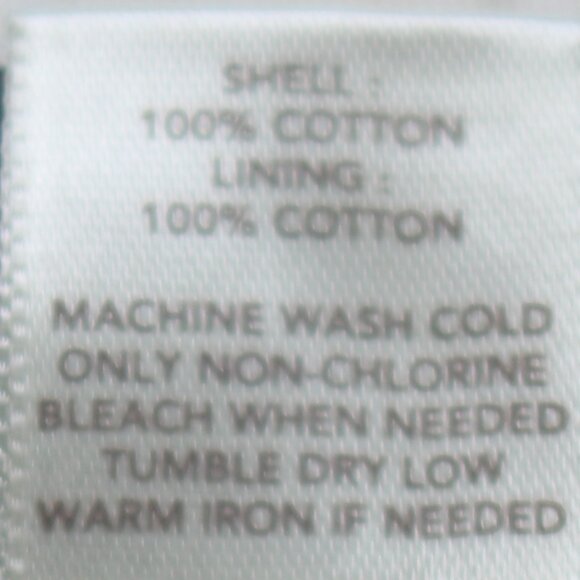 SHELL :
100% COTTON
LINING :
100% COTTON
MACHINE WASH COLD
ONLY NON-CHLORINE
BLEACH WHEN NEEDED
TUMBLE DRY LOW
WARM IRON IF NEEDED